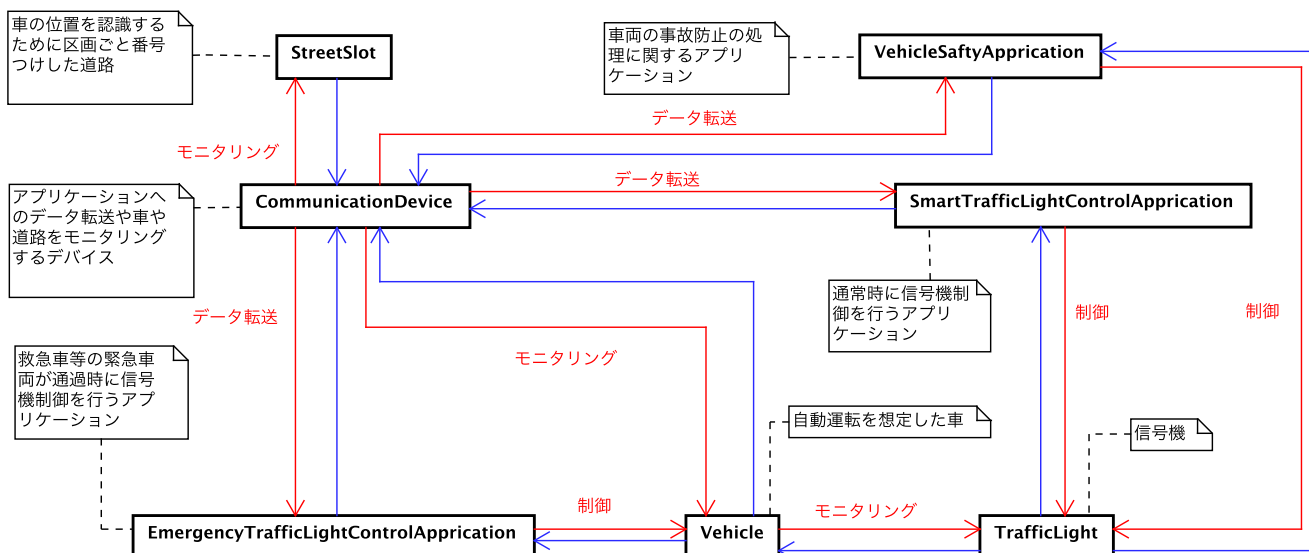 車の位置を認識する
ために区画ごと番号
つけした道路
StreetSlot
車両の事故防止の処
理に関するアプリ
ケーション
VehicleSaftyApprication
データ転送
モニタリング
データ転送
アプリケーションへ
のデータ転送や車や
道路をモニタリング
するデバイス
CommunicationDevice
SmartTrafficLightControlApprication
通常時に信号機制
御を行うアプリ
ケーション
データ転送
制御
制御
モニタリング
救急車等の緊急車
両が通過時に信号
機制御を行うアプ
リケーション
自動運転を想定した車
信号機
制御
モニタリング
EmergencyTrafficLightControlApprication
Vehicle
TrafficLight